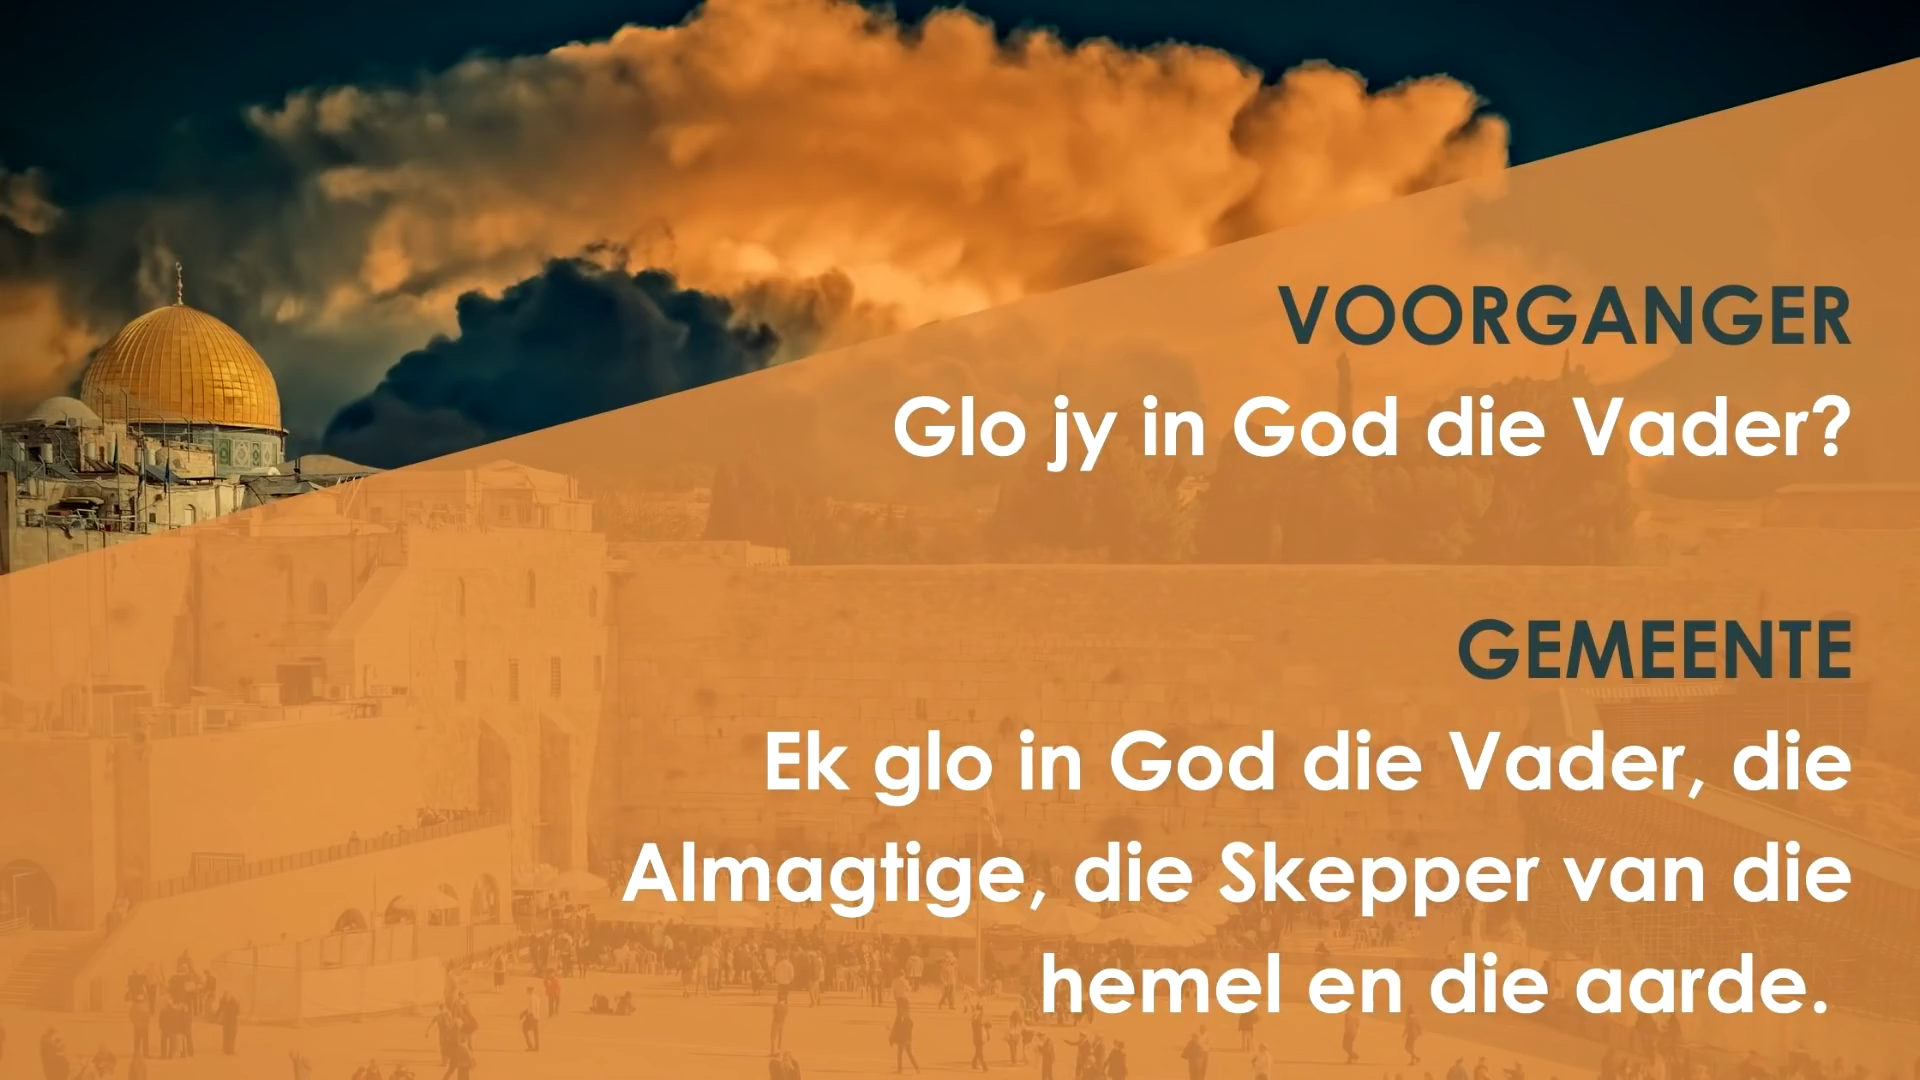 VOORGANGER
Glo jy in God die Vader?
GEMEENTE
Ek glo in God die Vader, die
Almagtige, die Skepper van die
hemel en die aarde.